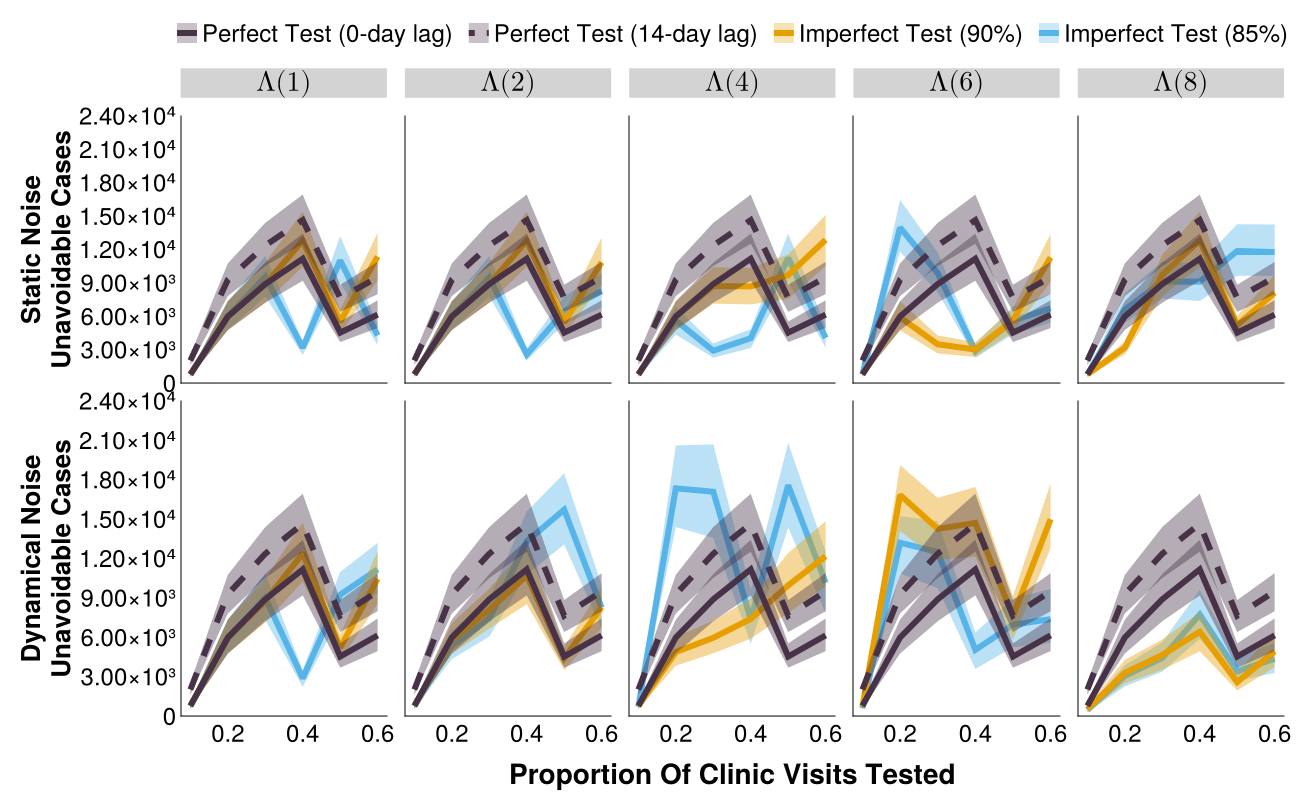 Perfect Test (0-day lag) Perfect Test (14-day lag) Imperfect Test (90%) Imperfect Test (85%)
Λ(1) Λ(2) Λ(4) Λ(6) Λ(8)
Static Noise
Unavoidable Cases
2.40×10⁴
2.10×10⁴
1.80×10⁴
1.50×10⁴
1.20×10⁴
9.00×10³
6.00×10³
3.00×10³
0
Dynamical Noise
Unavoidable Cases
2.40×10⁴
2.10×10⁴
1.80×10⁴
1.50×10⁴
1.20×10⁴
9.00×10³
6.00×10³
3.00×10³
0
0.2 0.4 0.6 0.2 0.4 0.6 0.2 0.4 0.6 0.2 0.4 0.6 0.2 0.4 0.6
Proportion Of Clinic Visits Tested